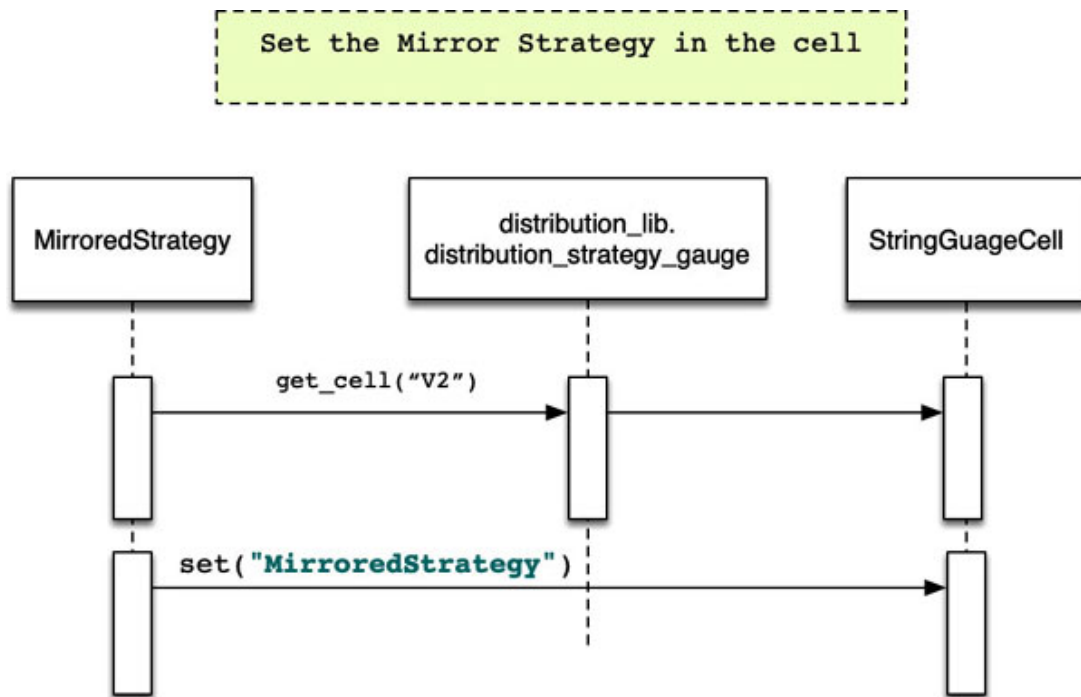 Set the Mirror Strategy in the cell
MirroredStrategy
distribution_lib.
distribution_strategy_gauge
StringGuageCell
get_cell(“V2”)
set("MirroredStrategy")